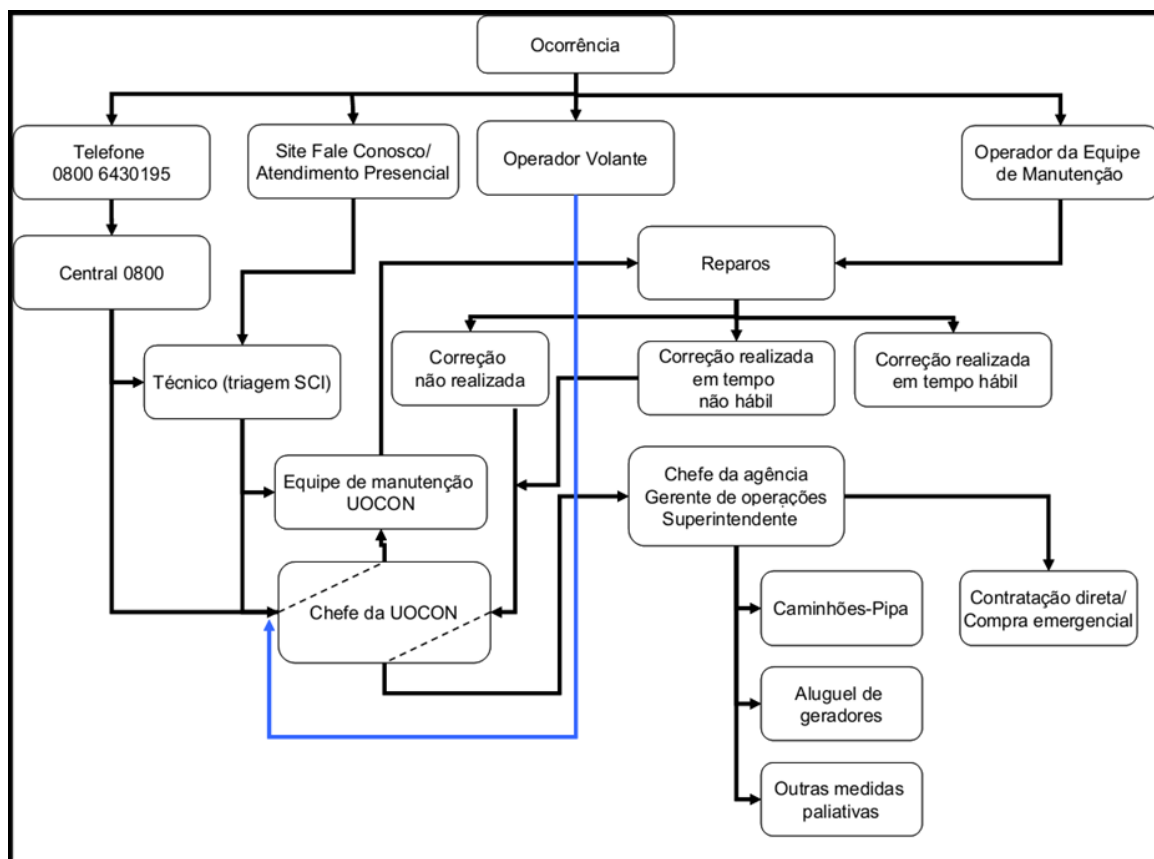 Ocorrência
Telefone
0800 6430195
Site Fale Conosco/
Atendimento Presencial
Operador Volante
Operador da Equipe
de Manutenção
Central 0800
Reparos
Técnico (triagem SCI)
Correção
não realizada
Correção realizada
em tempo
não hábil
Correção realizada
em tempo hábil
Equipe de manutenção
UOCON
Chefe da agência
Gerente de operações
Superintendente
Chefe da UOCON
Caminhões-Pipa
Contratação direta/
Compra emergencial
Aluguel de
geradores
Outras medidas
paliativas